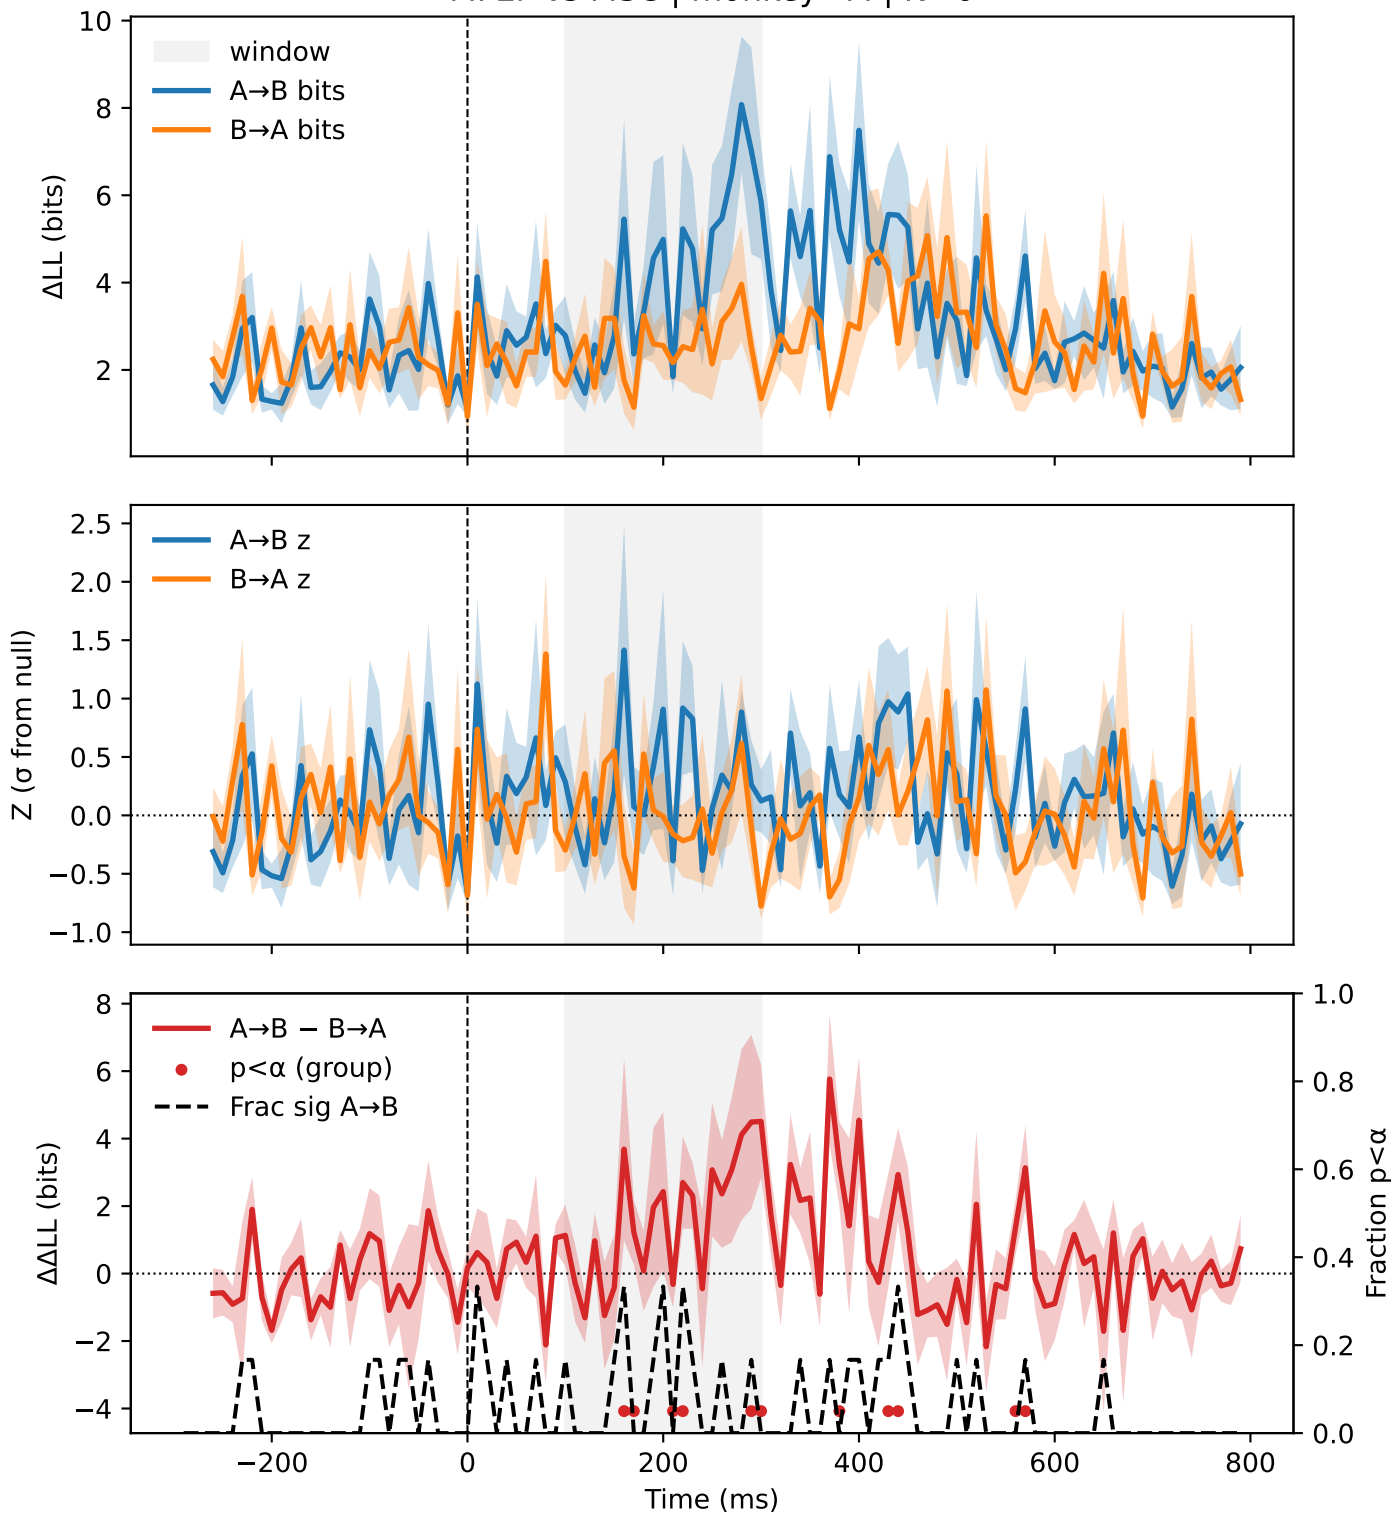 10
8
6
4
2
ΔLL (bits)
window
A→B bits
B→A bits
2.5
2.0
1.5
1.0
0.5
0.0
−0.5
−1.0
Z (σ from null)
A→B z
B→A z
8
6
4
2
0
−2
−4
ΔΔLL (bits)
A→B − B→A
p<α (group)
Frac sig A→B
1.0
0.8
0.6
0.4
0.2
0.0
Fraction p<α
−200
0
200
400
600
800
Time (ms)